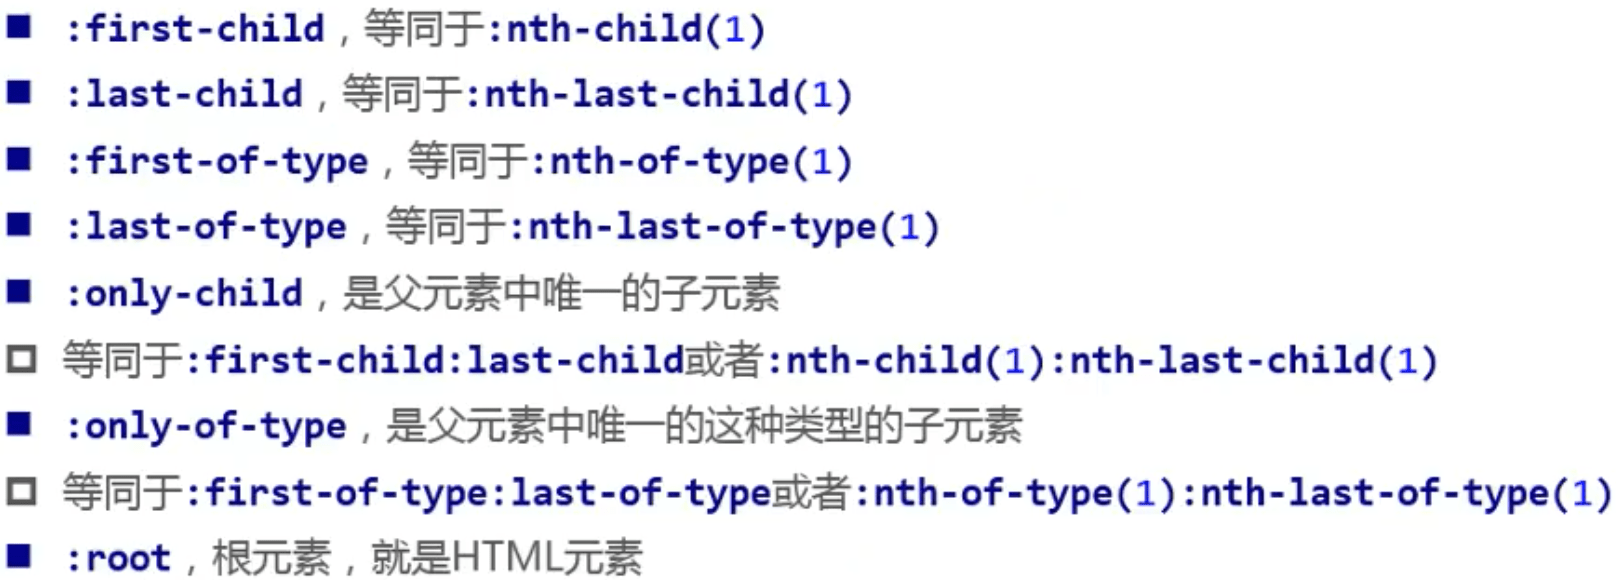 ■ :first-child，等同于:nth-child(1)
■ :last-child，等同于:nth-last-child(1)
■ :first-of-type，等同于:nth-of-type(1)
■ :last-of-type，等同于:nth-last-of-type(1)
■ :only-child，是父元素中唯一的子元素
□ 等同于:first-child:last-child或者:nth-child(1):nth-last-child(1)
■ :only-of-type，是父元素中唯一的这种类型的子元素
□ 等同于:first-of-type:last-of-type或者:nth-of-type(1):nth-last-of-type(1)
■ :root，根元素，就是HTML元素